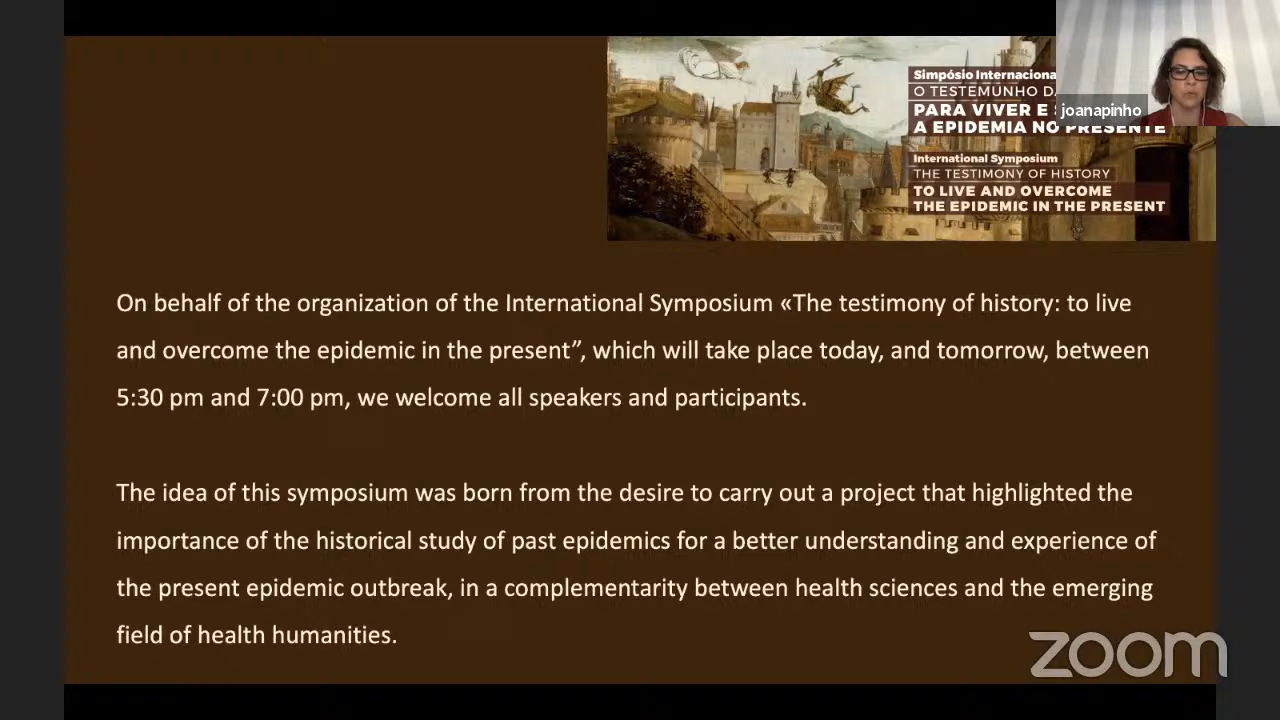 Simpósio Internaciona
O TESTEMUNHO DA
PARA VIVER E
A EPIDEMIA NO PRESENTE
joanapinho
International Symposium
THE TESTIMONY OF HISTORY
TO LIVE AND OVERCOME
THE EPIDEMIC IN THE PRESENT
On behalf of the organization of the International Symposium «The testimony of history: to live
and overcome the epidemic in the present”, which will take place today, and tomorrow, between
5:30 pm and 7:00 pm, we welcome all speakers and participants.
The idea of this symposium was born from the desire to carry out a project that highlighted the
importance of the historical study of past epidemics for a better understanding and experience of
the present epidemic outbreak, in a complementarity between health sciences and the emerging
field of health humanities.
zoom